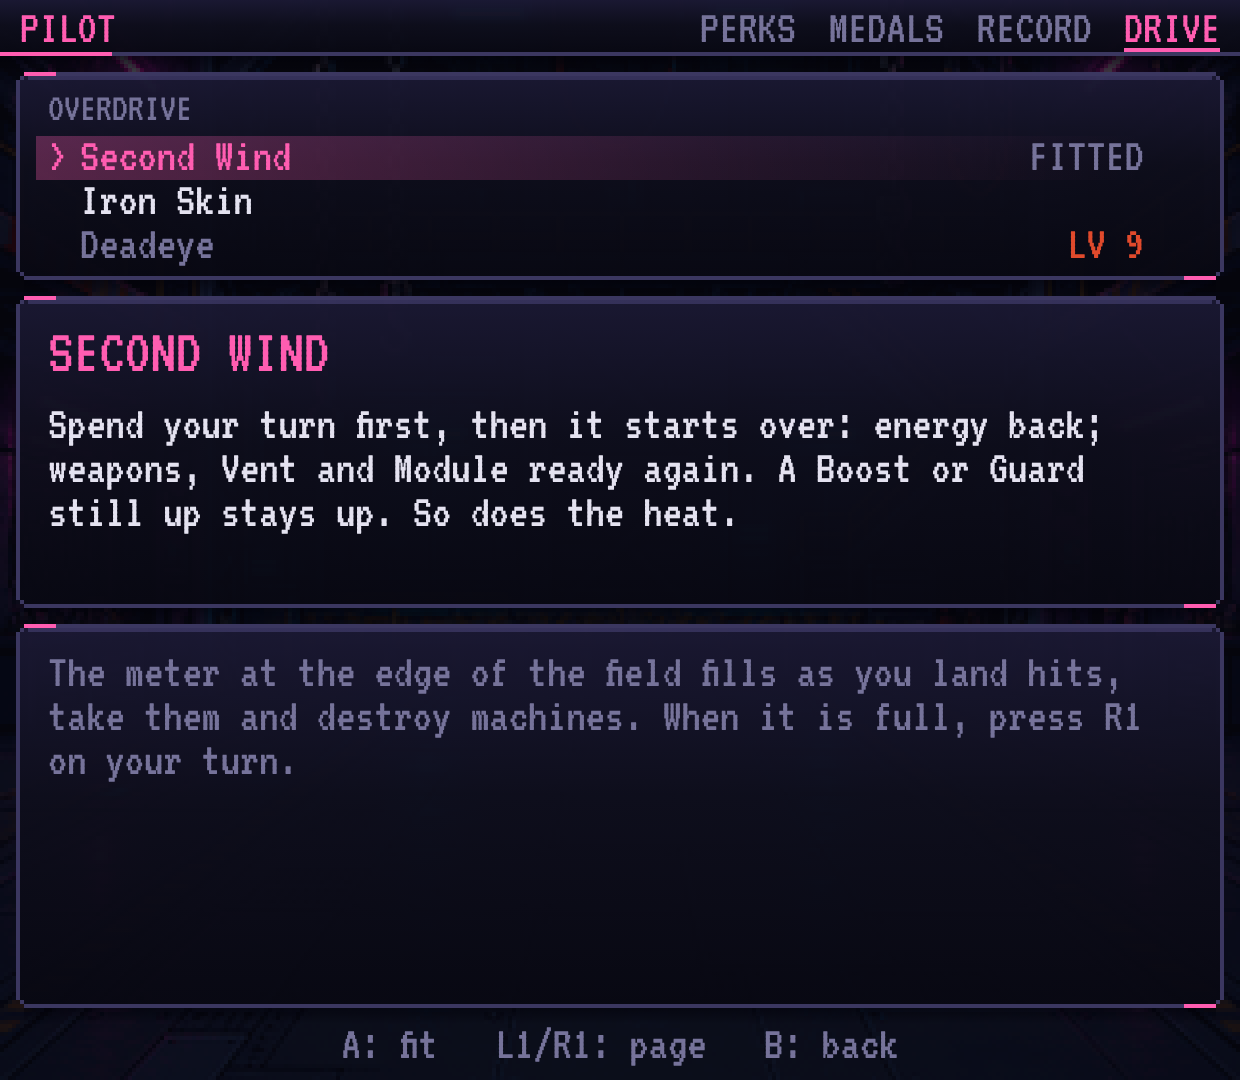 PILOT PERKS MEDALS RECORD DRIVE
OVERDRIVE
> Second Wind FITTED
Iron Skin
Deadeye LV 9
SECOND WIND
Spend your turn first, then it starts over: energy back;
weapons, Vent and Module ready again. A Boost or Guard
still up stays up. So does the heat.
The meter at the edge of the field fills as you land hits,
take them and destroy machines. When it is full, press R1
on your turn.
A: fit L1/R1: page B: back